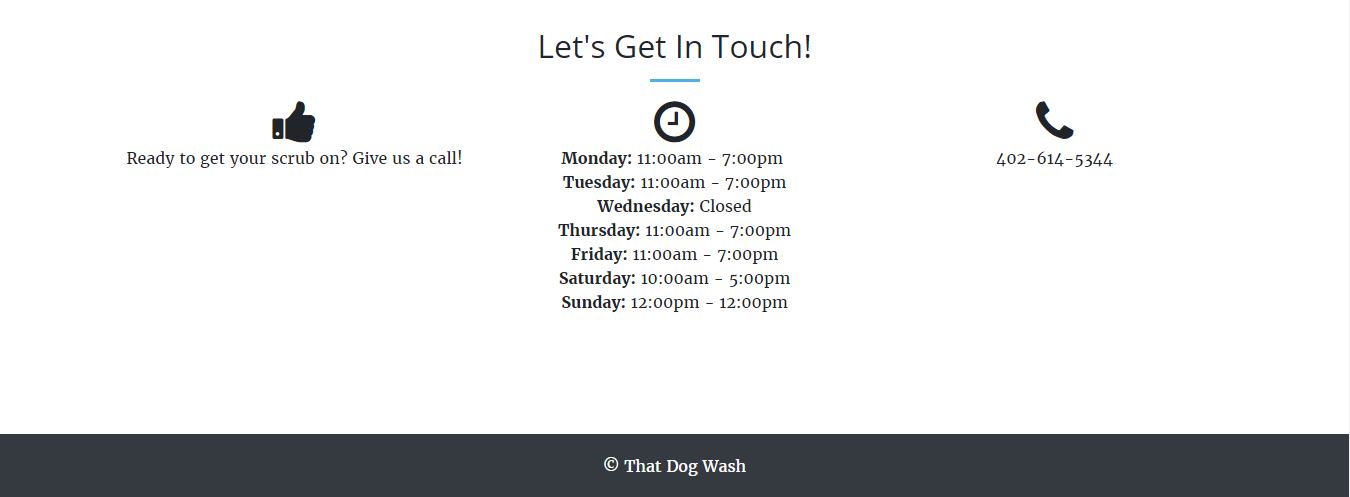 Let's Get In Touch!
Ready to get your scrub on? Give us a call!
Monday: 11:00am - 7:00pm
Tuesday: 11:00am - 7:00pm
Wednesday: Closed
Thursday: 11:00am - 7:00pm
Friday: 11:00am - 7:00pm
Saturday: 10:00am - 5:00pm
Sunday: 12:00pm - 12:00pm
402-614-5344
© That Dog Wash